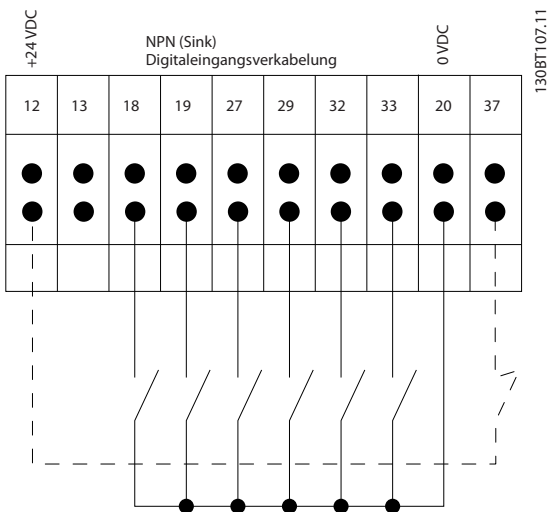 +24 VDC
NPN (Sink)
Digitaleingangsverkabelung
0 VDC
130BT107.11
12 13 18 19 27 29 32 33 20 37